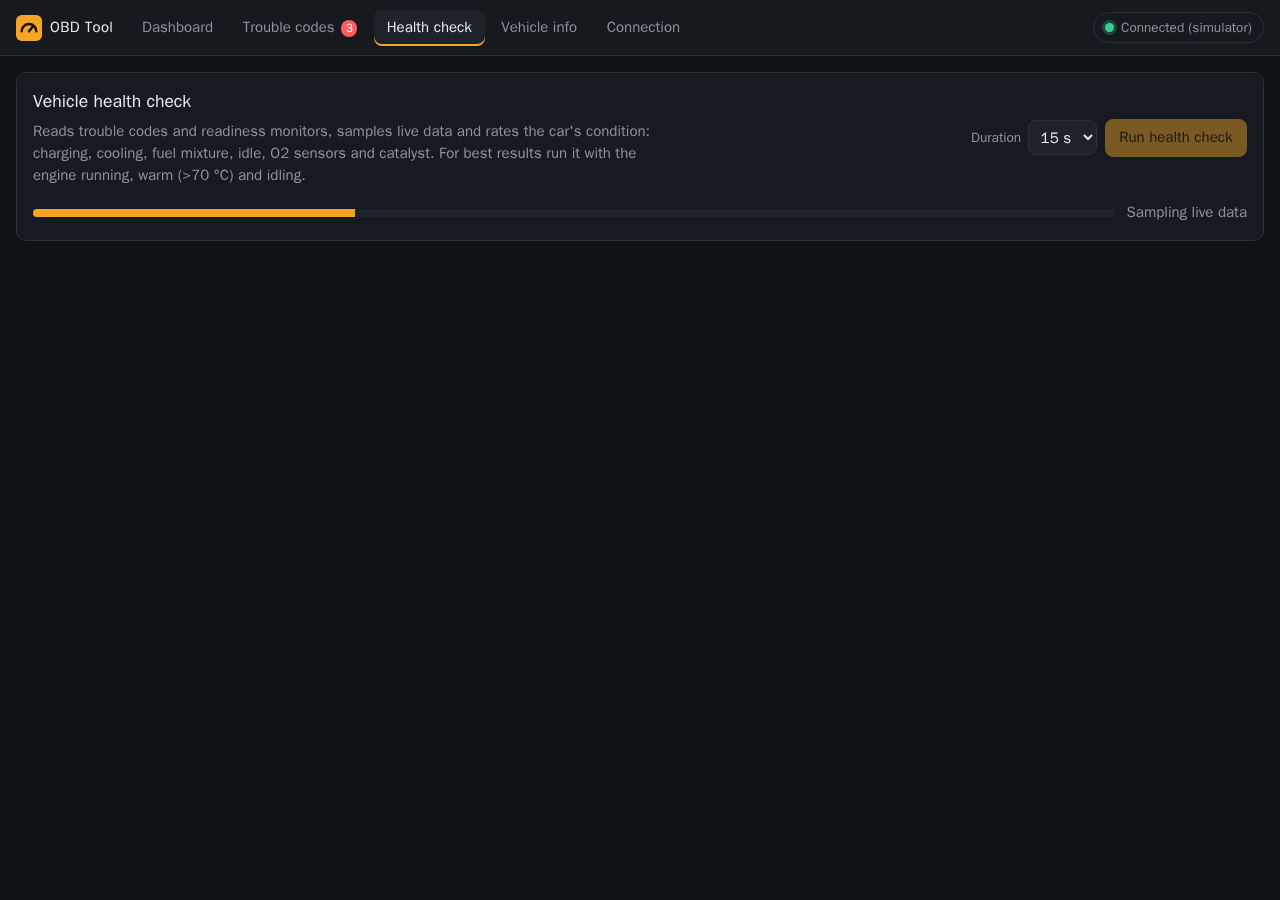 OBD Tool
Dashboard
Trouble codes 3
Health check
Vehicle info
Connection
Connected (simulator)
Vehicle health check
Reads trouble codes and readiness monitors, samples live data and rates the car's condition:
charging, cooling, fuel mixture, idle, O2 sensors and catalyst. For best results run it with the
engine running, warm (>70 °C) and idling.
Duration
15 s
Run health check
Sampling live data